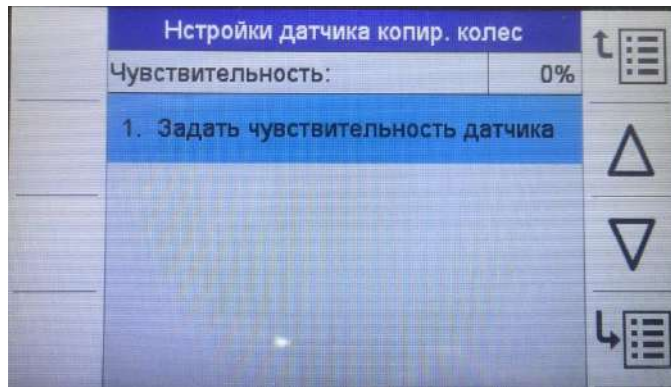 Нстройки датчика копир. колес
Чувствительность: 0%
1. Задать чувствительность датчика